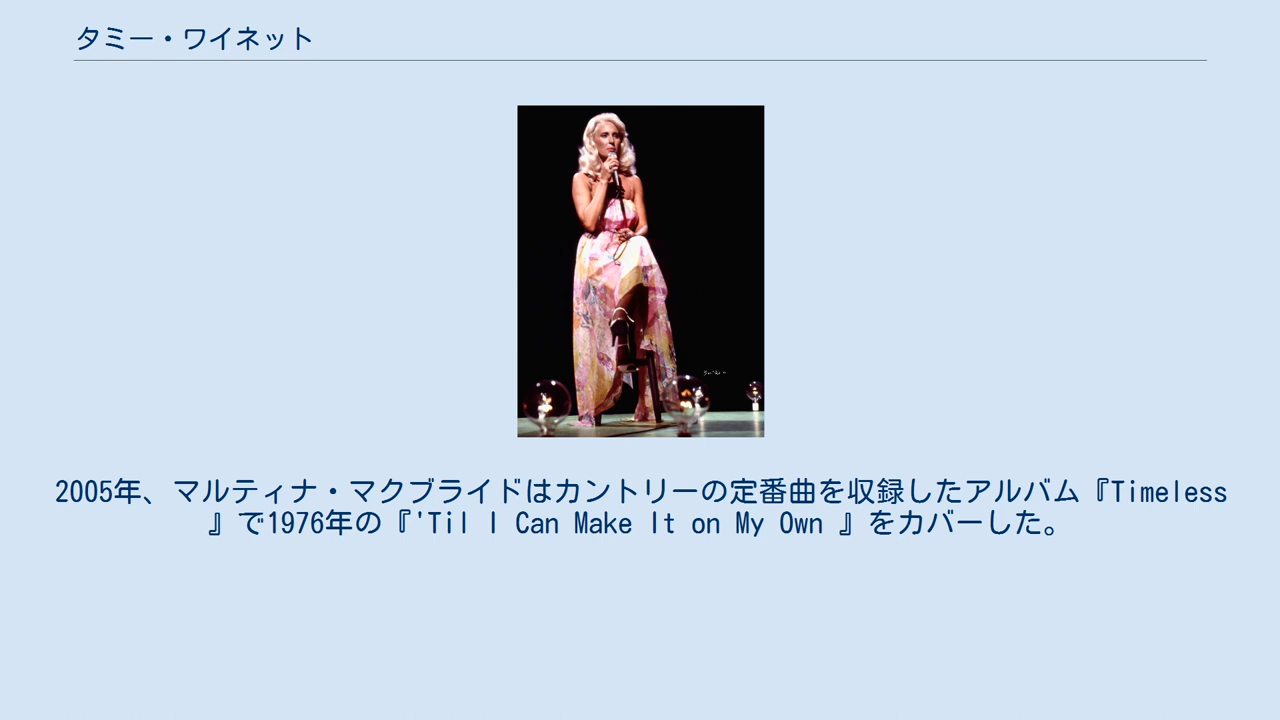 タミー・ワイネット
2005年、マルティナ・マクブライドはカントリーの定番曲を収録したアルバム『Timeless
』で1976年の『'Til I Can Make It on My Own 』をカバーした。